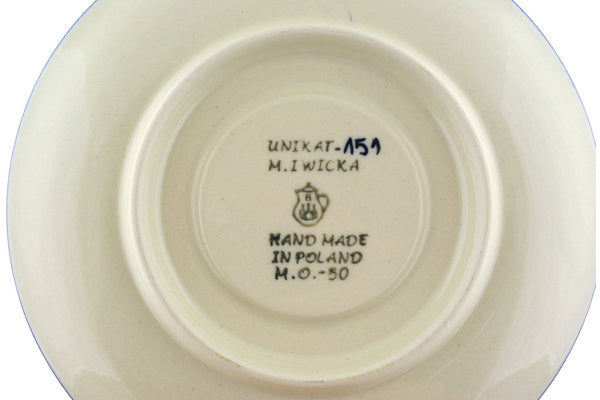 UNIKAT-151
M.IWICKA
B
HAND MADE
IN POLAND
M.O.-50